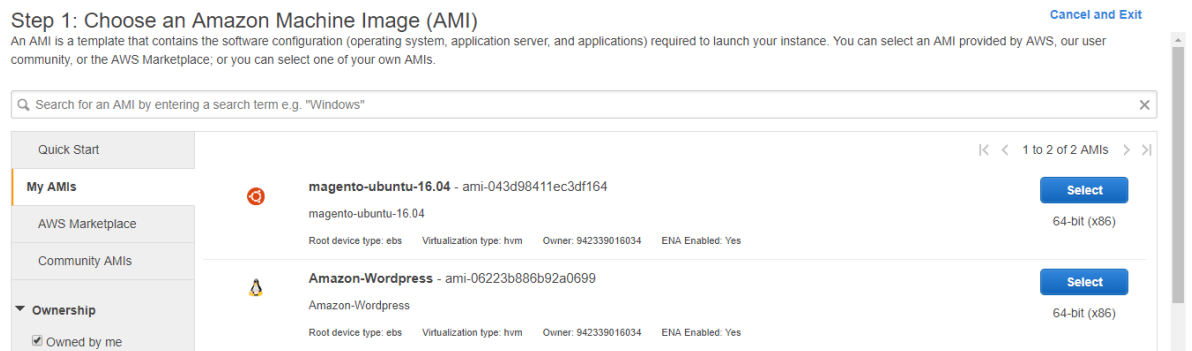 Step 1: Choose an Amazon Machine Image (AMI)
Cancel and Exit
An AMI is a template that contains the software configuration (operating system, application server, and applications) required to launch your instance. You can select an AMI provided by AWS, our user
community, or the AWS Marketplace; or you can select one of your own AMIs.
Search for an AMI by entering a search term e.g. "Windows"
Quick Start
1 to 2 of 2 AMIs
My AMIs
AWS Marketplace
Community AMIs
Ownership
Owned by me
magento-ubuntu-16.04 - ami-043d98411ec3df164
Select
magento-ubuntu-16.04
64-bit (x86)
Root device type: ebs Virtualization type: hvm Owner: 942339016034 ENA Enabled: Yes
Amazon-Wordpress - ami-06223b886b92a0699
Select
Amazon-Wordpress
64-bit (x86)
Root device type: ebs Virtualization type: hvm Owner: 942339016034 ENA Enabled: Yes